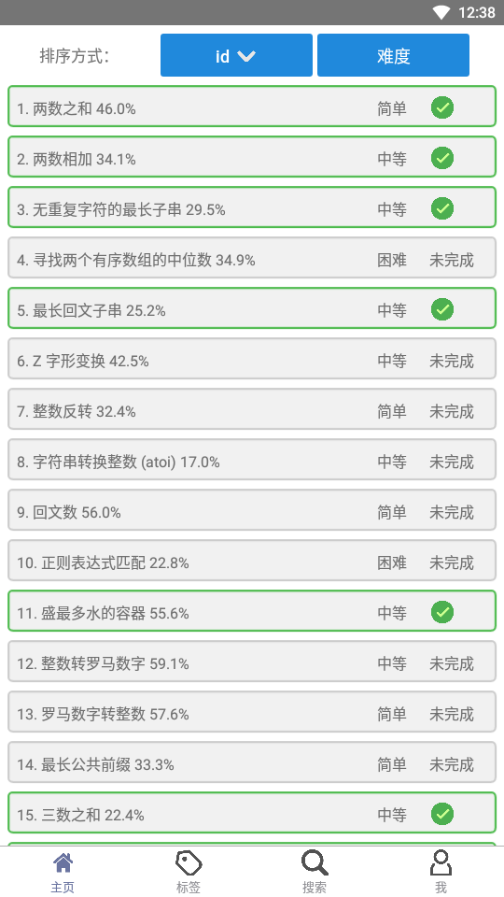 12:38
排序方式: id 难度
1. 两数之和 46.0% 简单
2. 两数相加 34.1% 中等
3. 无重复字符的最长子串 29.5% 中等
4. 寻找两个有序数组的中位数 34.9% 困难 未完成
5. 最长回文子串 25.2% 中等
6. Z 字形变换 42.5% 中等 未完成
7. 整数反转 32.4% 简单 未完成
8. 字符串转换整数 (atoi) 17.0% 中等 未完成
9. 回文数 56.0% 简单 未完成
10. 正则表达式匹配 22.8% 困难 未完成
11. 盛最多水的容器 55.6% 中等
12. 整数转罗马数字 59.1% 中等 未完成
13. 罗马数字转整数 57.6% 简单 未完成
14. 最长公共前缀 33.3% 简单 未完成
15. 三数之和 22.4% 中等
主页 标签 搜索 我